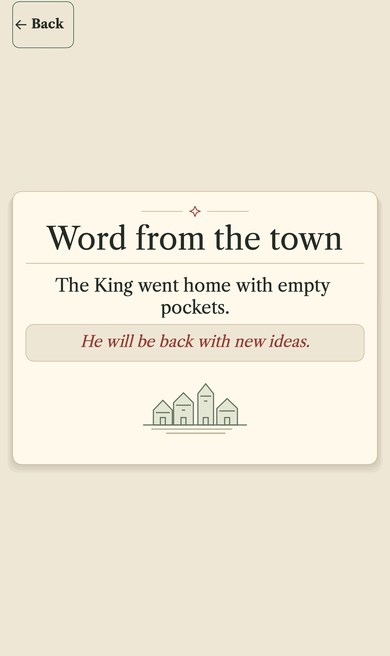 ← Back
Word from the town
The King went home with empty
pockets.
He will be back with new ideas.